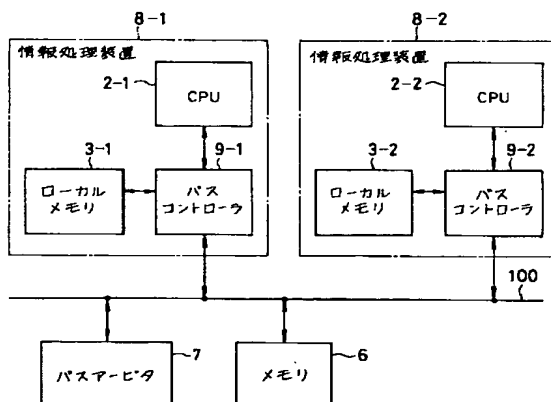 8-1
8-2
情報処理装置
情報処理装置
2-1
CPU
2-2
CPU
3-1
9-1
3-2
9-2
ローカル
メモリ
バス
コントローラ
ローカル
メモリ
バス
コントローラ
100
バスアービタ
7
メモリ
6